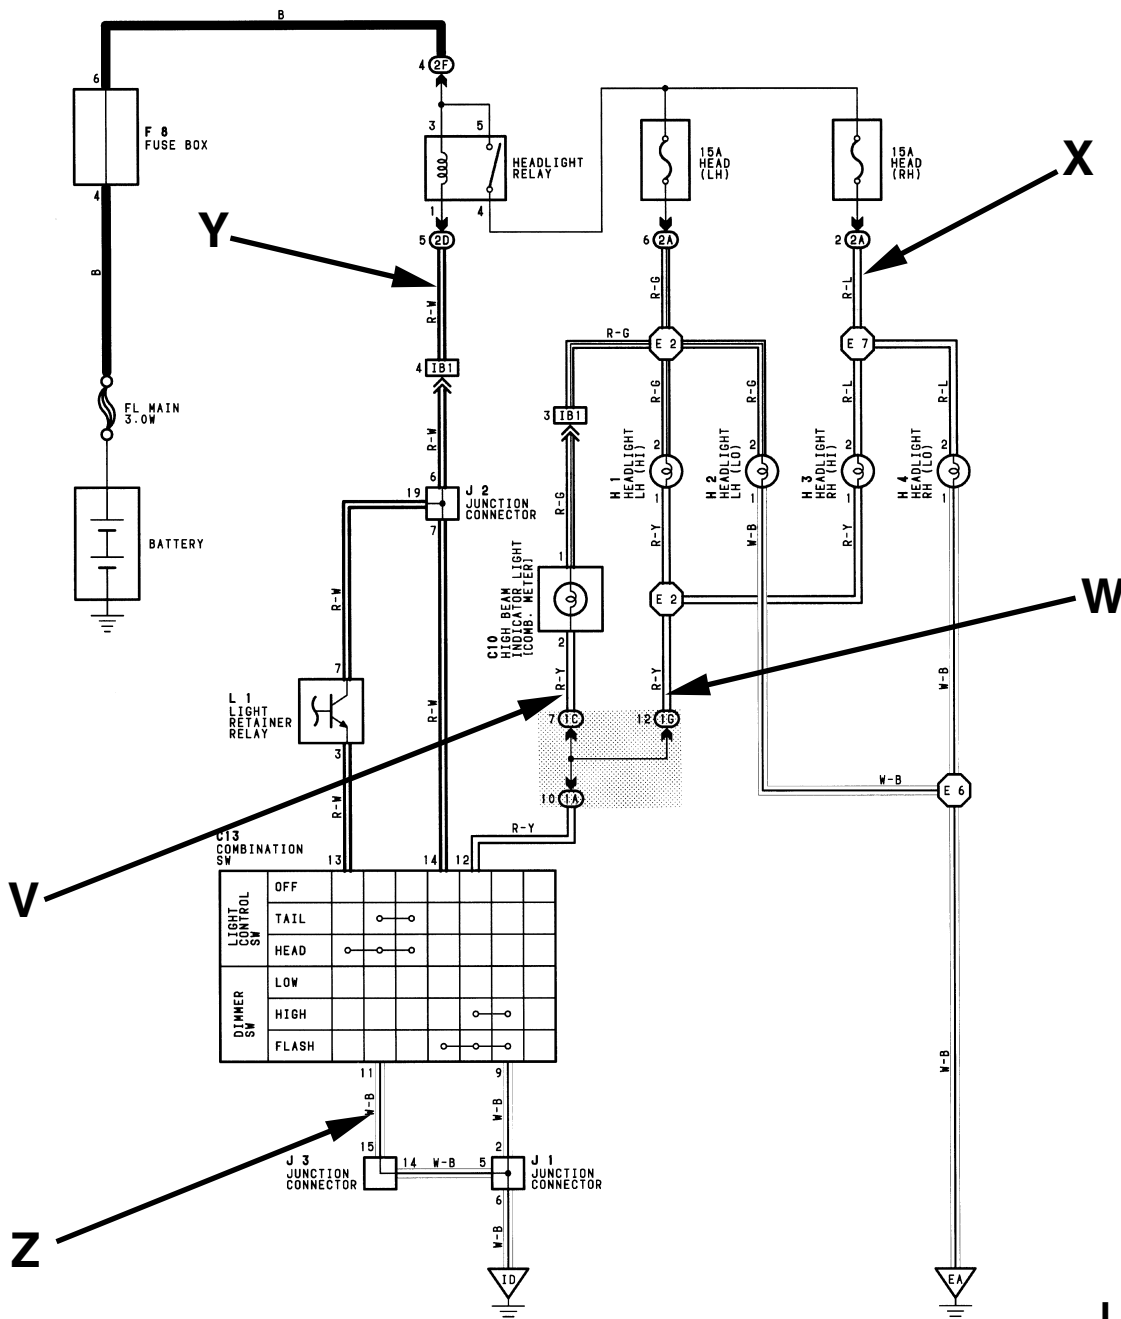 B
4 2F
6
F 8
FUSE BOX
4
B
FL MAIN
3.0W
BATTERY
3 5
HEADLIGHT
RELAY
1 4
5 2D
Y
R-W
4 IB1
R-W
6
19
J 2
JUNCTION
CONNECTOR
7
15A
HEAD
(LH)
15A
HEAD
(RH)
X
6 2A
2 2A
R-G
R-L
R-G
E 2
E 7
3 IB1
R-G
R-G
R-L
R-L
2
2
2
2
H 1
HEADLIGHT
LH (HI)
H 2
HEADLIGHT
LH (LO)
H 3
HEADLIGHT
RH (HI)
H 4
HEADLIGHT
RH (LO)
1
1
1
1
R-G
R-Y
W-B
R-Y
1
C10
HIGH BEAM
INDICATOR LIGHT
[COMB. METER]
2
E 2
W
R-W
7
L 1
LIGHT
RETAINER
RELAY
3
R-W
R-W
R-Y
R-Y
W-B
7 1C
12 1G
10 1A
R-Y
W-B
E 6
V
C13
COMBINATION
SW
13
14
12
LIGHT
CONTROL
SW
OFF
TAIL
HEAD
DIMMER
SW
LOW
HIGH
FLASH
11
9
W-B
W-B
W-B
Z
15
2
J 3
JUNCTION
CONNECTOR
14 W-B 5
J 1
JUNCTION
CONNECTOR
6
W-B
ID
EA